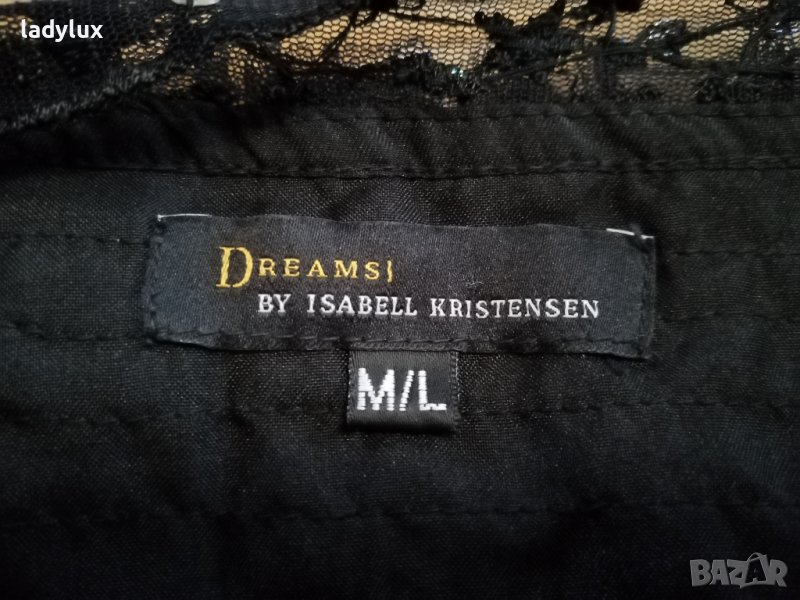 ladylux
DREAMS!
BY ISABELL KRISTENSEN
M/L
BAZAR